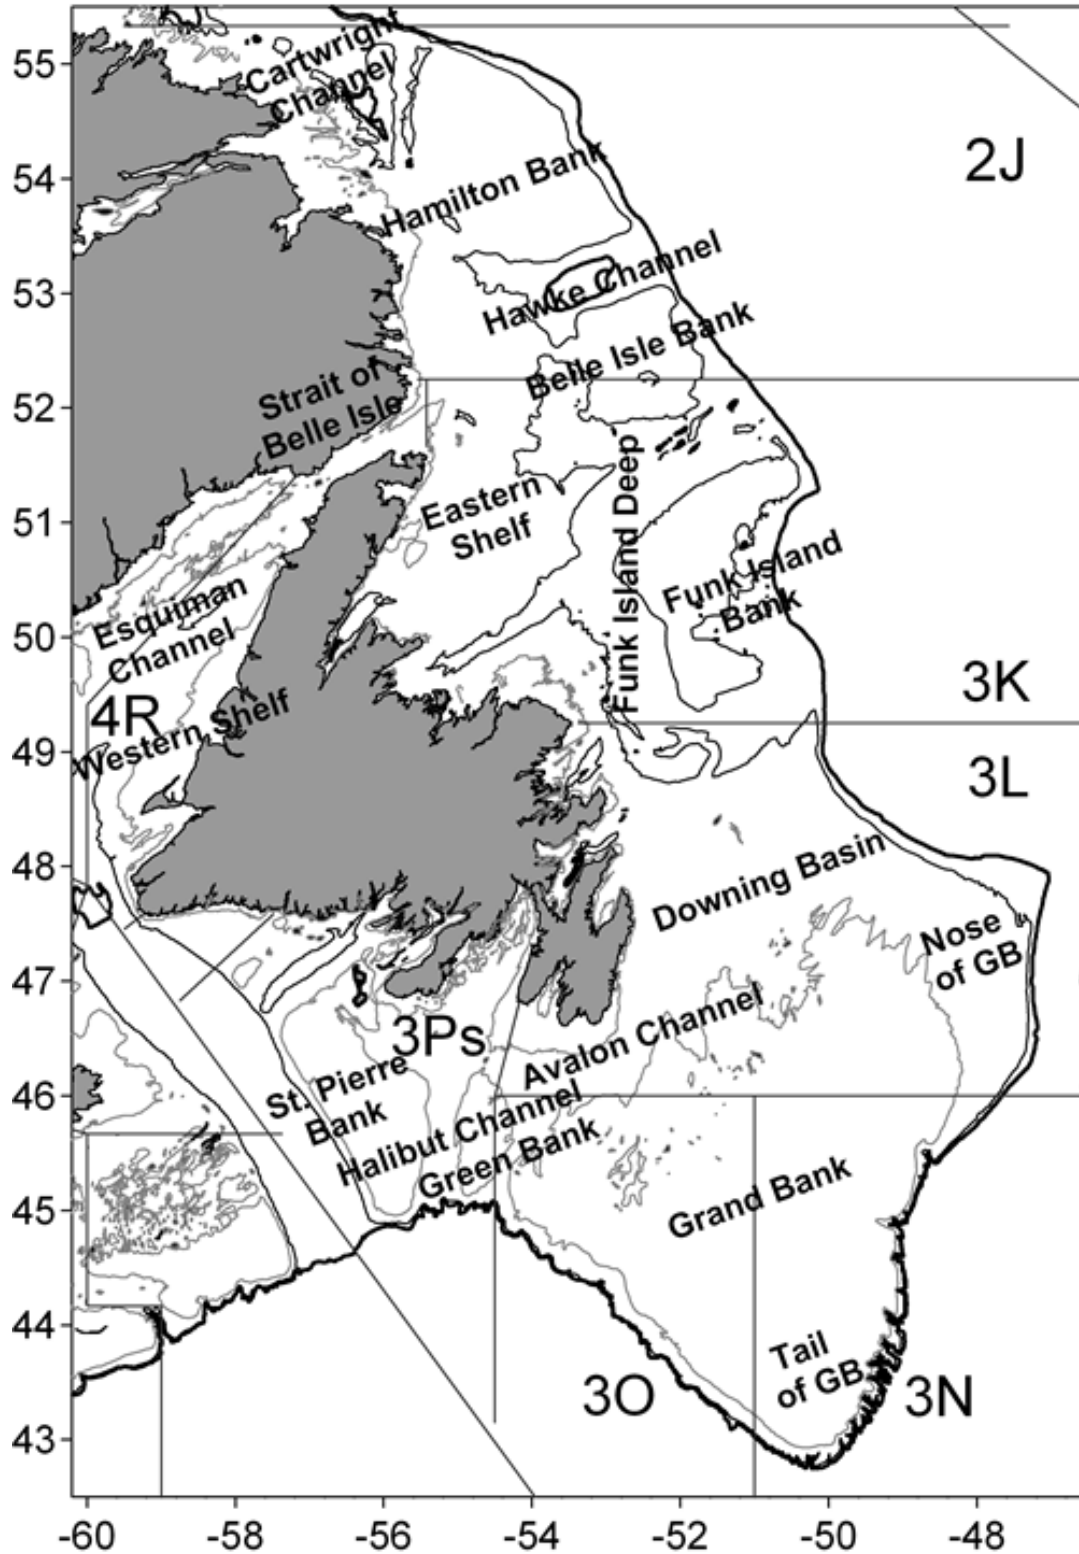 55
Cartwright
Channel
2J
54
Hamilton Bank
53
Hawke Channel
Belle Isle Bank
52
Strait of
Belle Isle
51
Eastern
Shelf
Funk Island Deep
Funk Island
Bank
50
Esquiman
Channel
3K
4R
Western Shelf
49
3L
48
Downing Basin
Nose
of GB
47
3Ps
Avalon Channel
46
St. Pierre
Bank
Halibut Channel
Green Bank
45
Grand Bank
44
Tail
of GB
3O
3N
43
-60 -58 -56 -54 -52 -50 -48